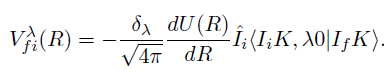 $$V_{fi}^{\lambda}(R) = -\frac{\delta_{\lambda}}{\sqrt{4\pi}} \frac{dU(R)}{dR} \hat{I}_i \langle I_i K, \lambda 0 | I_f K \rangle.$$